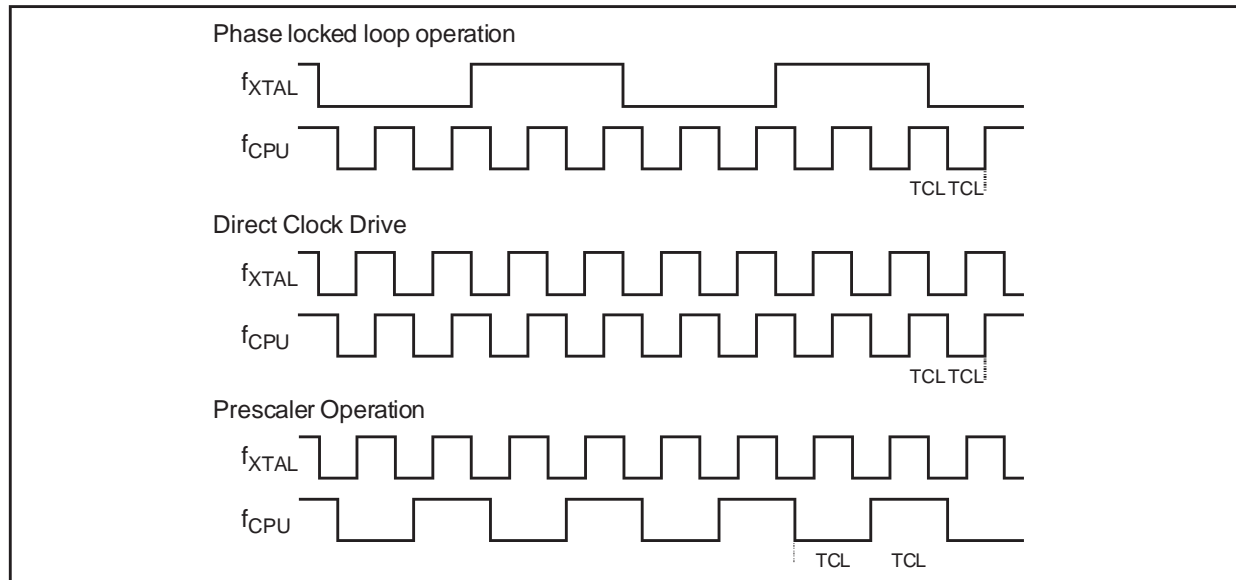 Phase locked loop operation
fXTAL
fCPU
TCL TCL
Direct Clock Drive
fXTAL
fCPU
TCL TCL
Prescaler Operation
fXTAL
fCPU
TCL TCL